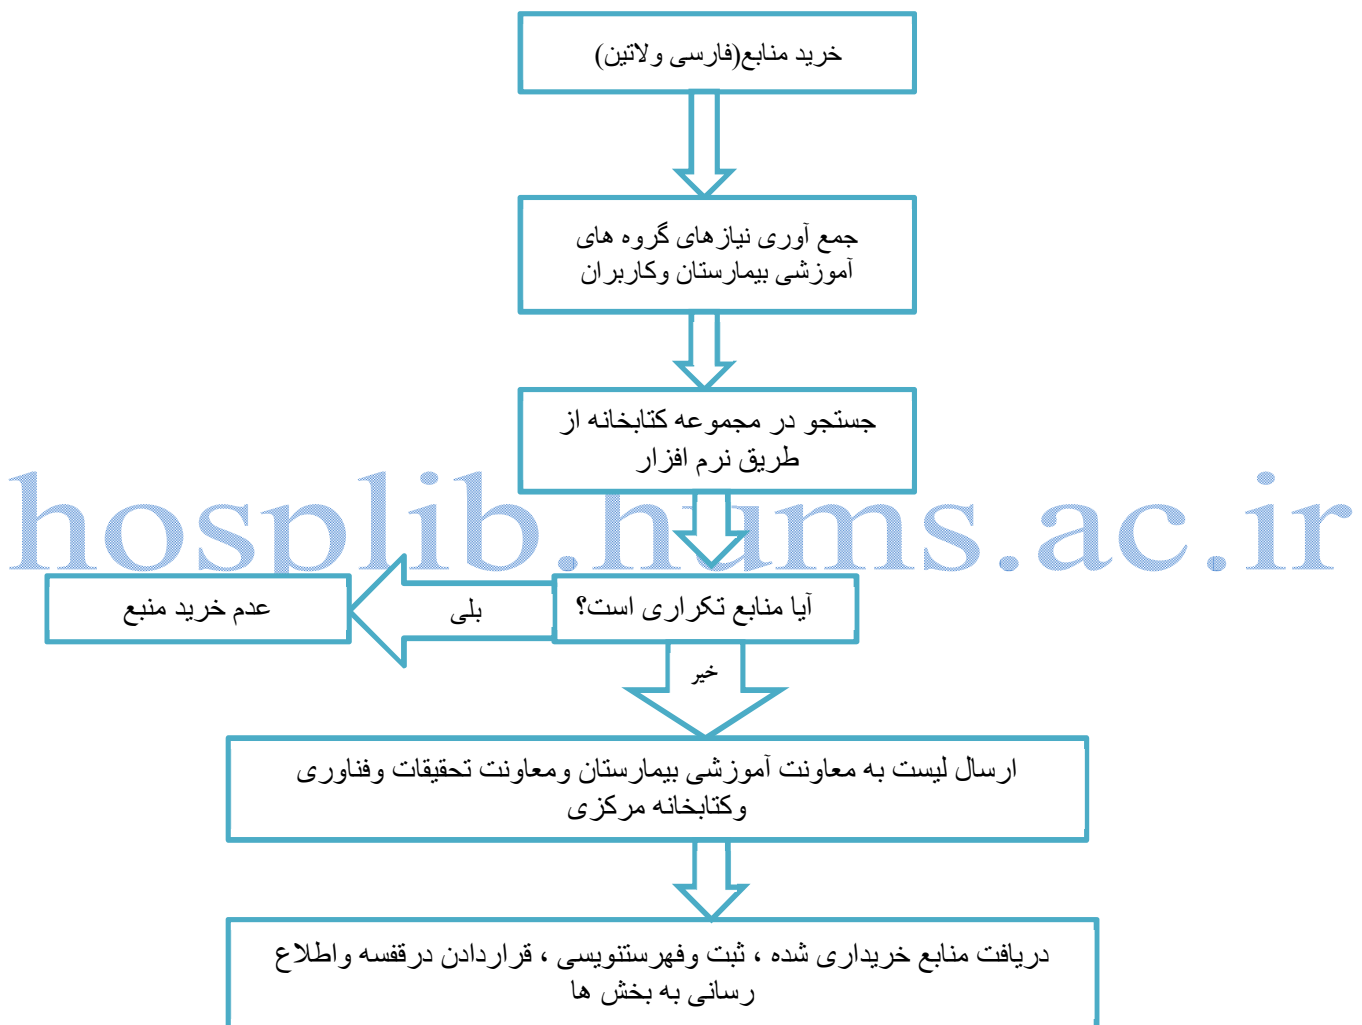 خرید منابع(فارسی ولاتین)
جمع آوری نیازهای گروه های
آموزشی بیمارستان وکاربران
جستجو در مجموعه کتابخانه از
طریق نرم افزار
hosplib.hums.ac.ir
آیا منابع تکراری است؟
بلی
عدم خرید منبع
خیر
ارسال لیست به معاونت آموزشی بیمارستان ومعاونت تحقیقات وفناوری
وکتابخانه مرکزی
دریافت منابع خریداری شده ، ثبت وفهرستنویسی ، قراردادن درقفسه واطلاع
رسانی به بخش ها